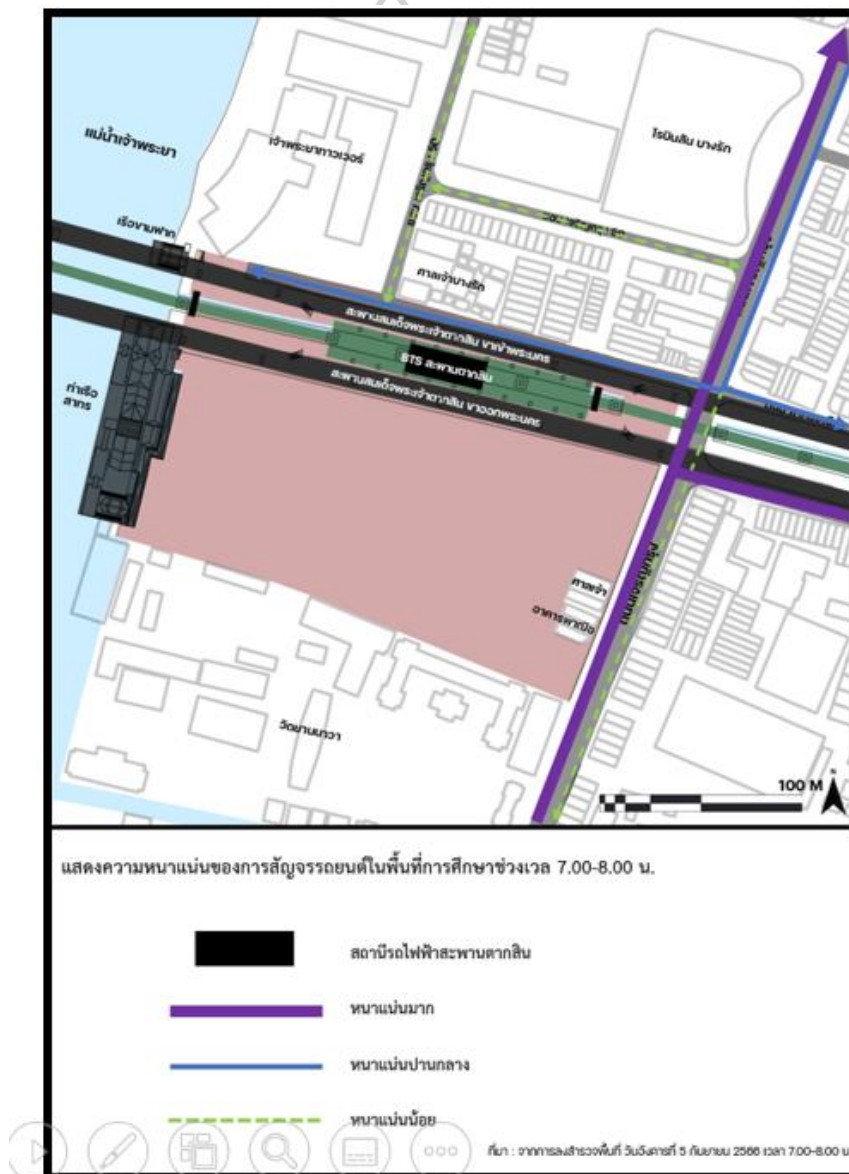 แม่น้ำเจ้าพระยา
เจ้าพระยาทาวเวอร์
โรบินสัน บางรัก
เรือข้ามฟาก
ศาลเจ้าบางรัก
สะพานสมเด็จพระเจ้าตากสิน ขาเข้าพระนคร
BTS สะพานตากสิน
สะพานสมเด็จพระเจ้าตากสิน ขาออกพระนคร
ท่าเรือ
สาทร
ถนนเจริญกรุง
ศาลเจ้า
อาคารพาณิช
วัดยานนาวา
100 M
N
แสดงความหนาแน่นของการสัญจรรถยนต์ในพื้นที่การศึกษาช่วงเวล 7.00-8.00 น.
สถานีรถไฟฟ้าสะพานตากสิน
หนาแน่นมาก
หนาแน่นปานกลาง
หนาแน่นน้อย
ที่มา : จากการลงสำรวจพื้นที่ วันอังคารที่ 5 กันยายน 2566 เวลา 7.00-8.00 น